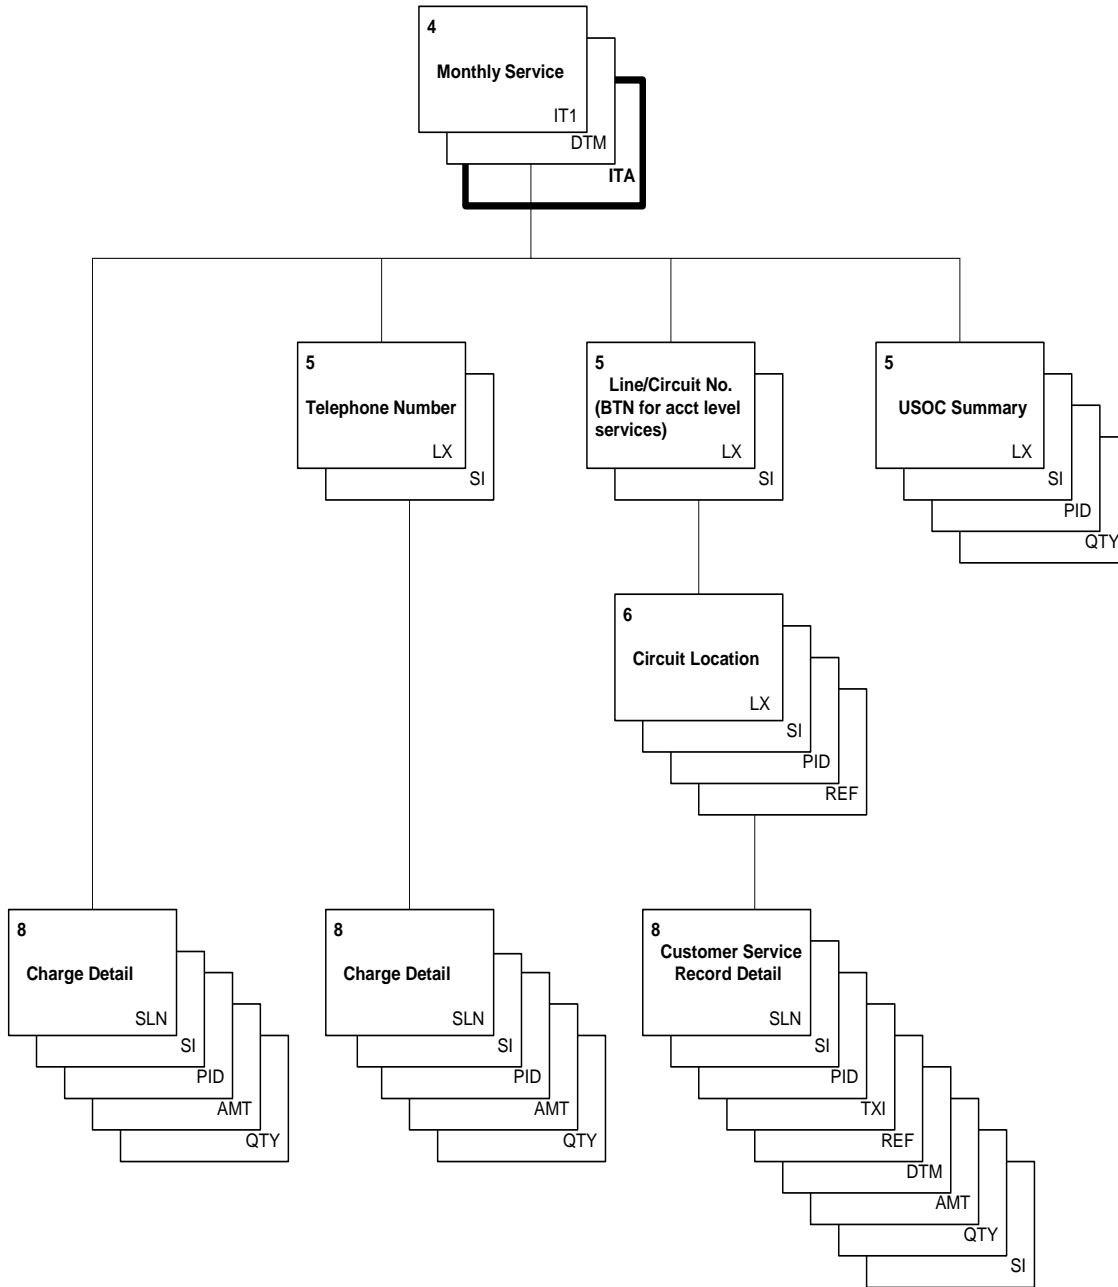 4
Monthly Service
IT1
DTM
ITA
5
Telephone Number
LX
SI
5
Line/Circuit No.
(BTN for acct level
services)
LX
SI
5
USOC Summary
LX
SI
PID
QTY
6
Circuit Location
LX
SI
PID
REF
8
Charge Detail
SLN
SI
PID
AMT
QTY
8
Charge Detail
SLN
SI
PID
AMT
QTY
8
Customer Service
Record Detail
SLN
SI
PID
TXI
REF
DTM
AMT
QTY
SI